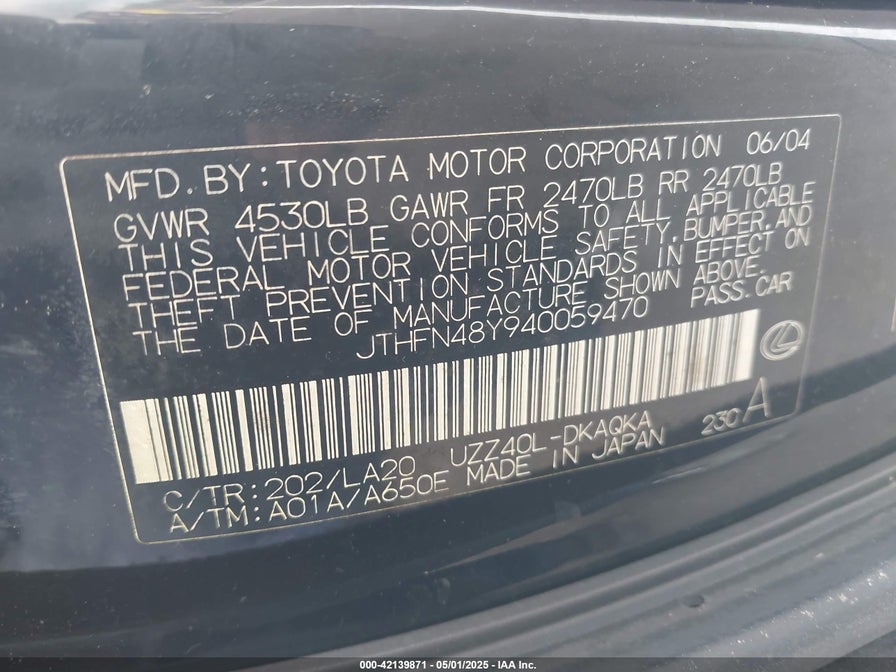 MFD. BY: TOYOTA MOTOR CORPORATION 06/04
GVWR 4530LB GAWR FR 2470LB RR 2470LB
THIS VEHICLE CONFORMS TO ALL APPLICABLE
FEDERAL MOTOR VEHICLE SAFETY, BUMPER, AND
THEFT PREVENTION STANDARDS IN EFFECT ON
THE DATE OF MANUFACTURE SHOWN ABOVE.
JTHFN48Y940059470 PASS. CAR
C/TR: 202/LA20 UZZ40L-DKAQKA 230 A
A/TM: A01A/A650E MADE IN JAPAN
000-42139871 / 05/01/2025 - IAA Inc.